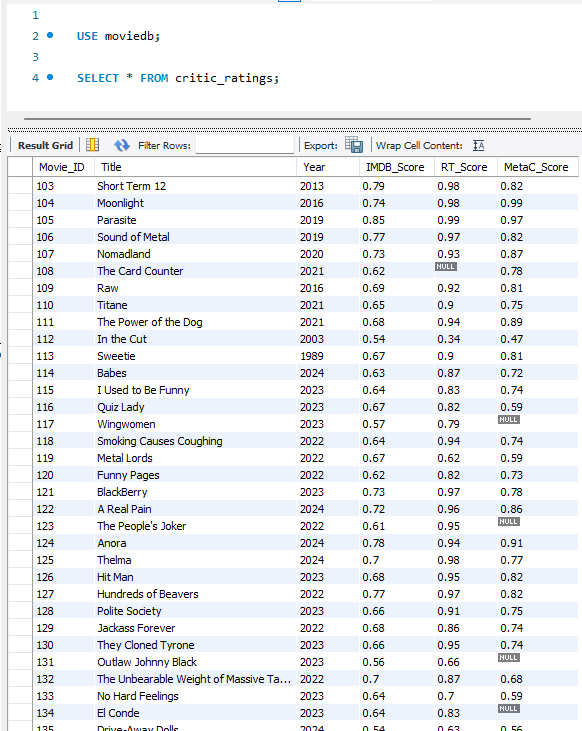 1
2 USE moviedb;
3
4 SELECT * FROM critic_ratings;
Result Grid Filter Rows: Export: Wrap Cell Content: IA
Movie_ID Title Year IMDB_Score RT_Score MetaC_Score
103 Short Term 12 2013 0.79 0.98 0.82
104 Moonlight 2016 0.74 0.98 0.99
105 Parasite 2019 0.85 0.99 0.97
106 Sound of Metal 2019 0.77 0.97 0.82
107 Nomadland 2020 0.73 0.93 0.87
108 The Card Counter 2021 0.62 NULL 0.78
109 Raw 2016 0.69 0.92 0.81
110 Titane 2021 0.65 0.9 0.75
111 The Power of the Dog 2021 0.68 0.94 0.89
112 In the Cut 2003 0.54 0.34 0.47
113 Sweetie 1989 0.67 0.9 0.81
114 Babes 2024 0.63 0.87 0.72
115 I Used to Be Funny 2023 0.64 0.83 0.74
116 Quiz Lady 2023 0.67 0.82 0.59
117 Wingwomen 2023 0.57 0.79 NULL
118 Smoking Causes Coughing 2022 0.64 0.94 0.74
119 Metal Lords 2022 0.67 0.62 0.59
120 Funny Pages 2022 0.62 0.82 0.73
121 BlackBerry 2023 0.73 0.97 0.78
122 A Real Pain 2024 0.72 0.96 0.86
123 The People's Joker 2022 0.61 0.95 NULL
124 Anora 2024 0.78 0.94 0.91
125 Thelma 2024 0.7 0.98 0.77
126 Hit Man 2023 0.68 0.95 0.82
127 Hundreds of Beavers 2022 0.77 0.97 0.82
128 Polite Society 2023 0.66 0.91 0.75
129 Jackass Forever 2022 0.68 0.86 0.74
130 They Cloned Tyrone 2023 0.66 0.95 0.74
131 Outlaw Johnny Black 2023 0.56 0.66 NULL
132 The Unbearable Weight of Massive Ta... 2022 0.7 0.87 0.68
133 No Hard Feelings 2023 0.64 0.7 0.59
134 El Conde 2023 0.64 0.83 NULL
135 Drive-Away Dolls 2024 0.54 0.63 0.56